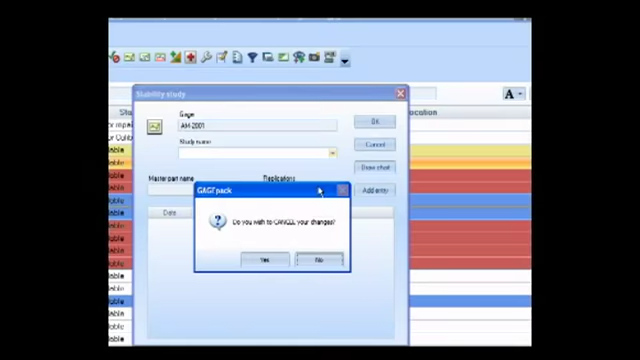 Stability study
A
Gage
AM-2001
OK
Study name
Cancel
Draw chart
Master part name
Replications
Add entry
GAGEpack
Date
Do you wish to CANCEL your changes?
Yes
No